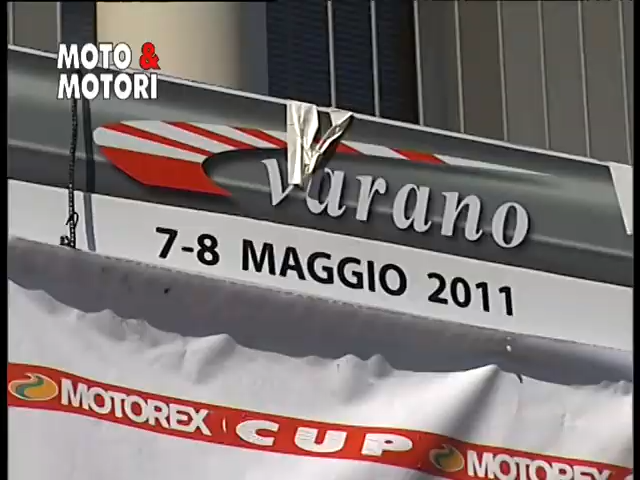 MOTO &
MOTORI
varano
7-8 MAGGIO 2011
MOTOREX CUP MOTOREX